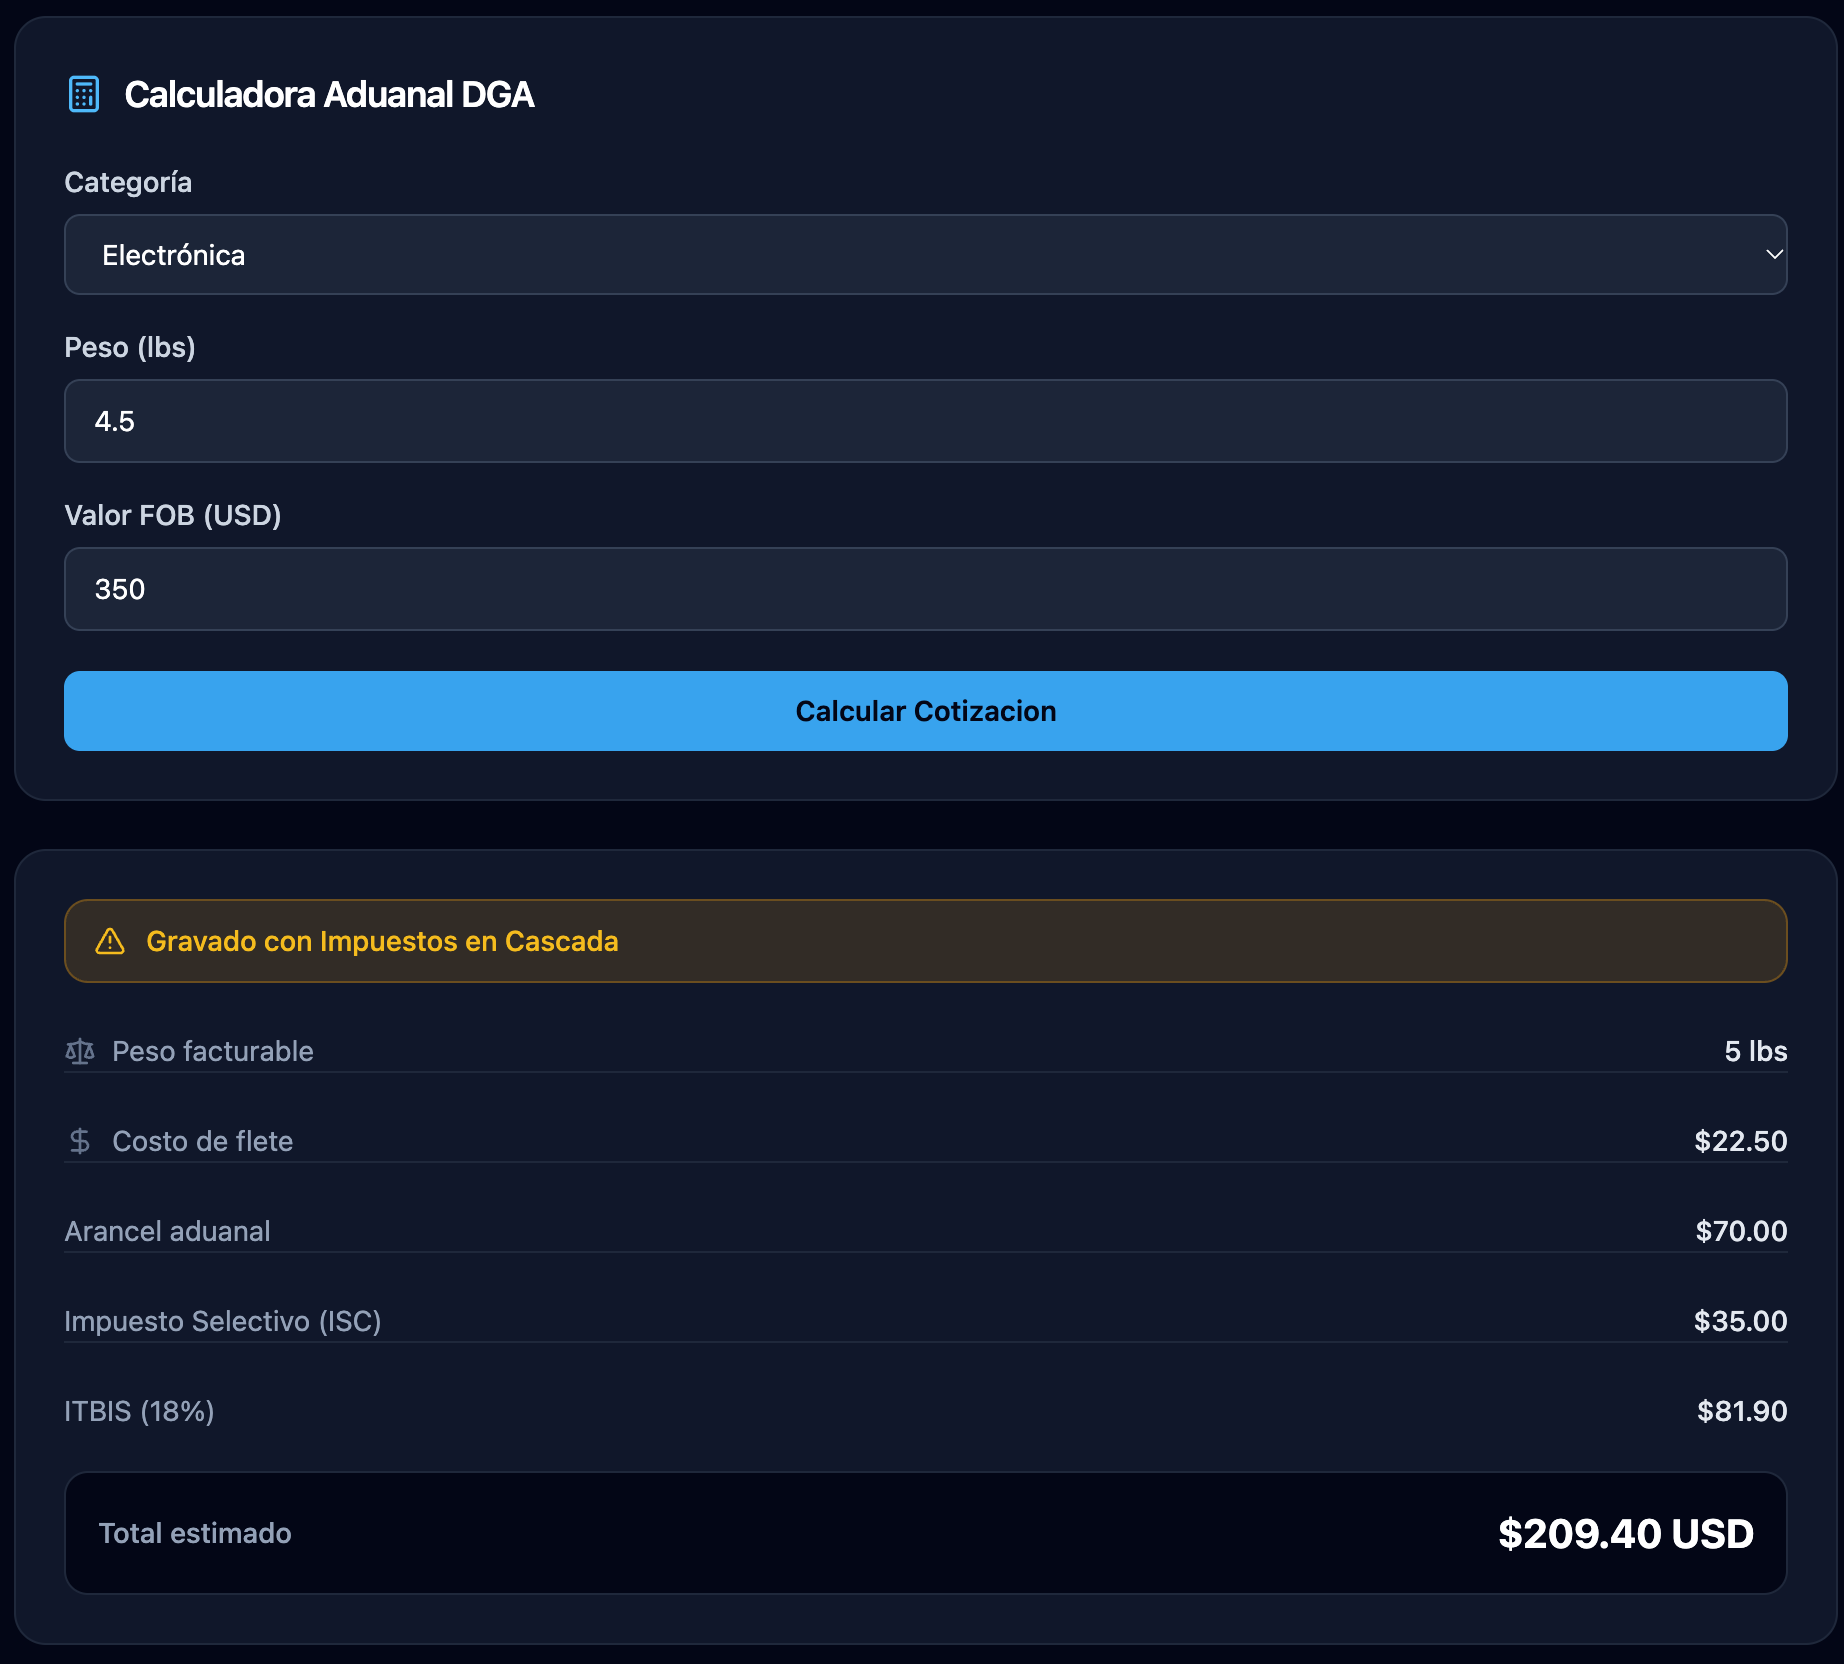 Calculadora Aduanal DGA
Categoría
Electrónica
Peso (lbs)
4.5
Valor FOB (USD)
350
Calcular Cotizacion
Gravado con Impuestos en Cascada
Peso facturable 5 lbs
Costo de flete $22.50
Arancel aduanal $70.00
Impuesto Selectivo (ISC) $35.00
ITBIS (18%) $81.90
Total estimado $209.40 USD